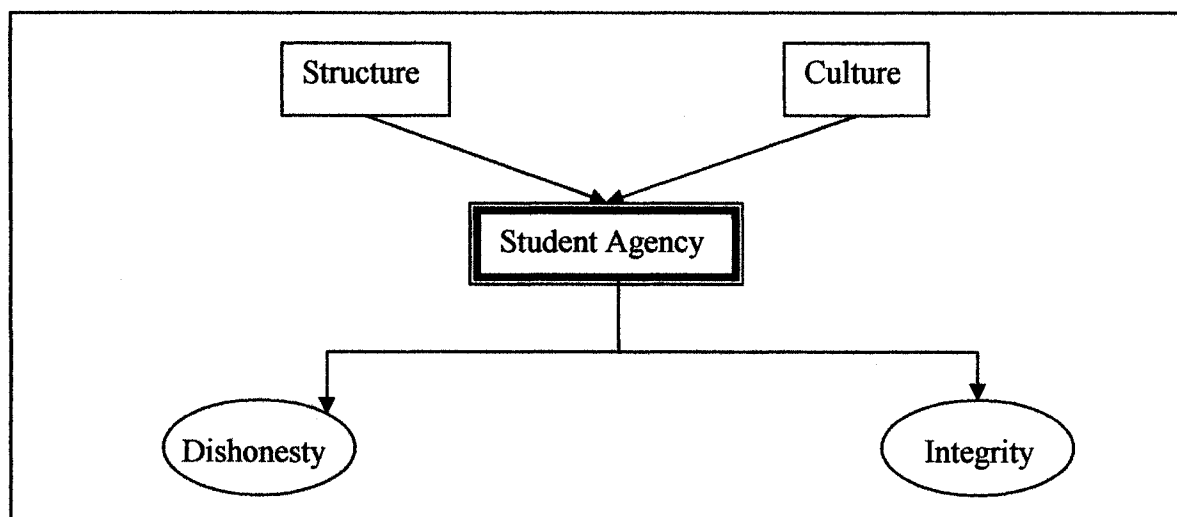 Structure
Culture
Student Agency
Dishonesty
Integrity